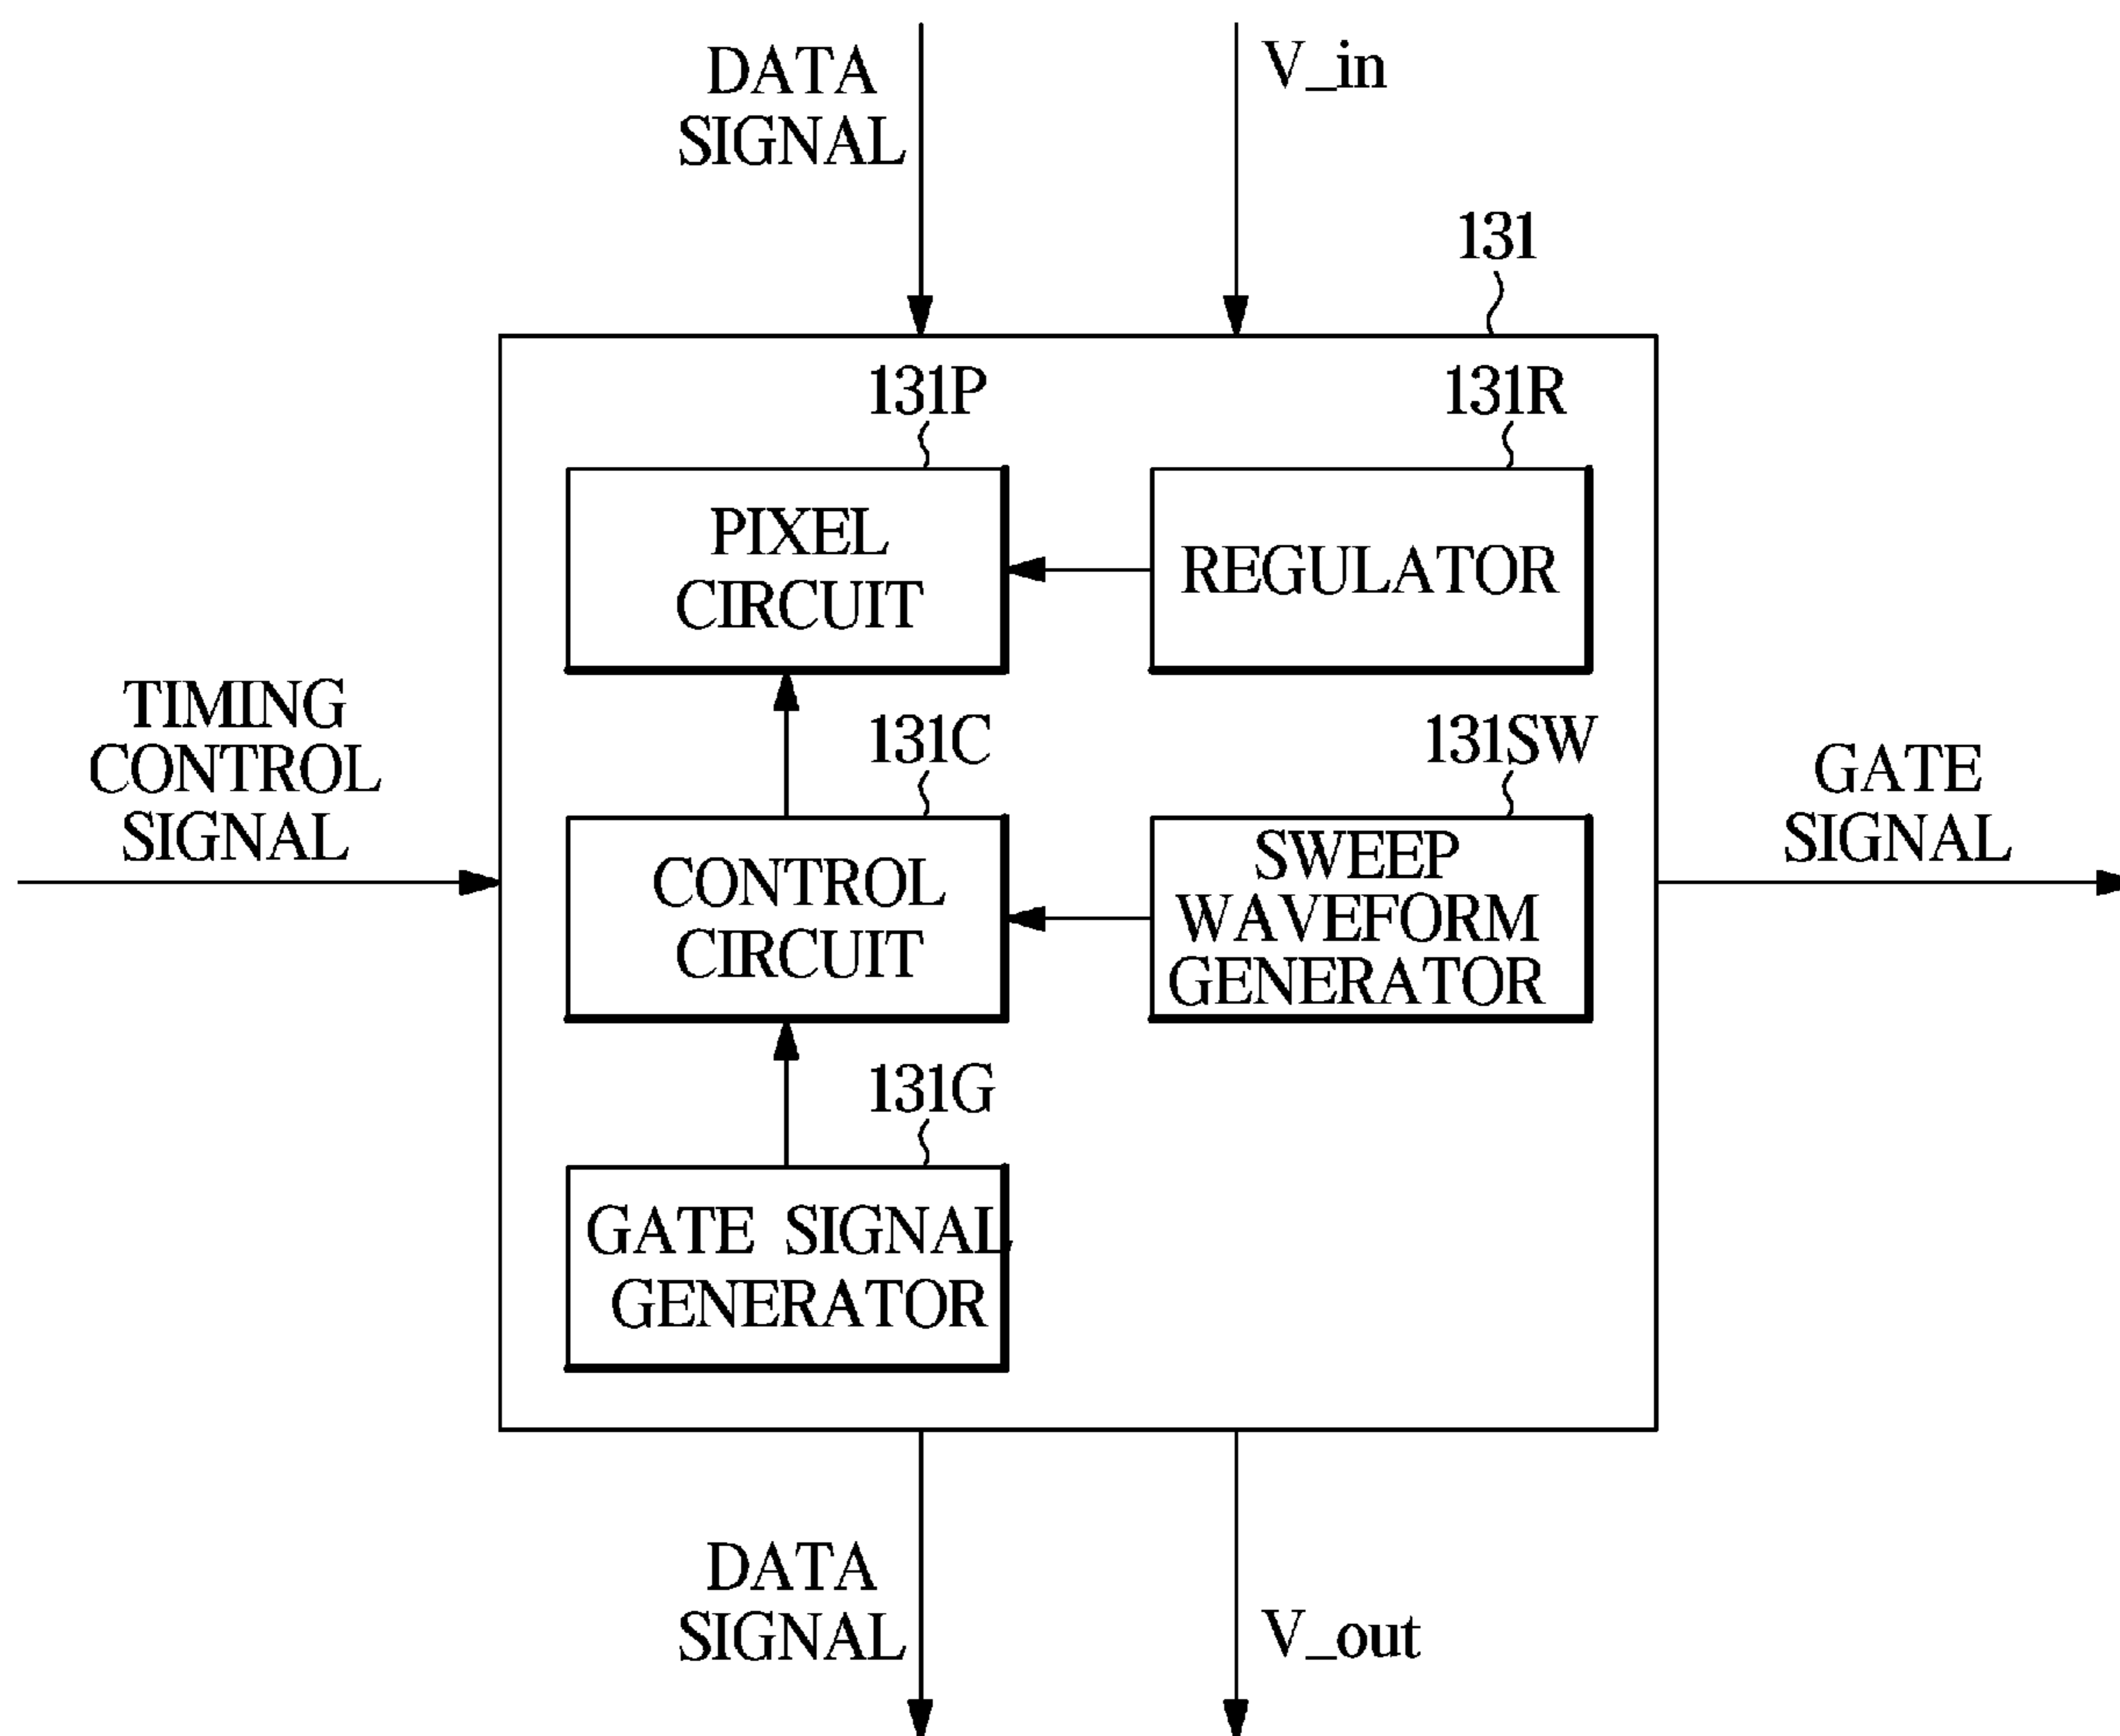 DATA
SIGNAL
V_in
131
131P
131R
PIXEL
CIRCUIT
REGULATOR
TIMING
CONTROL
SIGNAL
131C
131SW
CONTROL
CIRCUIT
SWEEP
WAVEFORM
GENERATOR
GATE
SIGNAL
131G
GATE SIGNAL
GENERATOR
DATA
SIGNAL
V_out